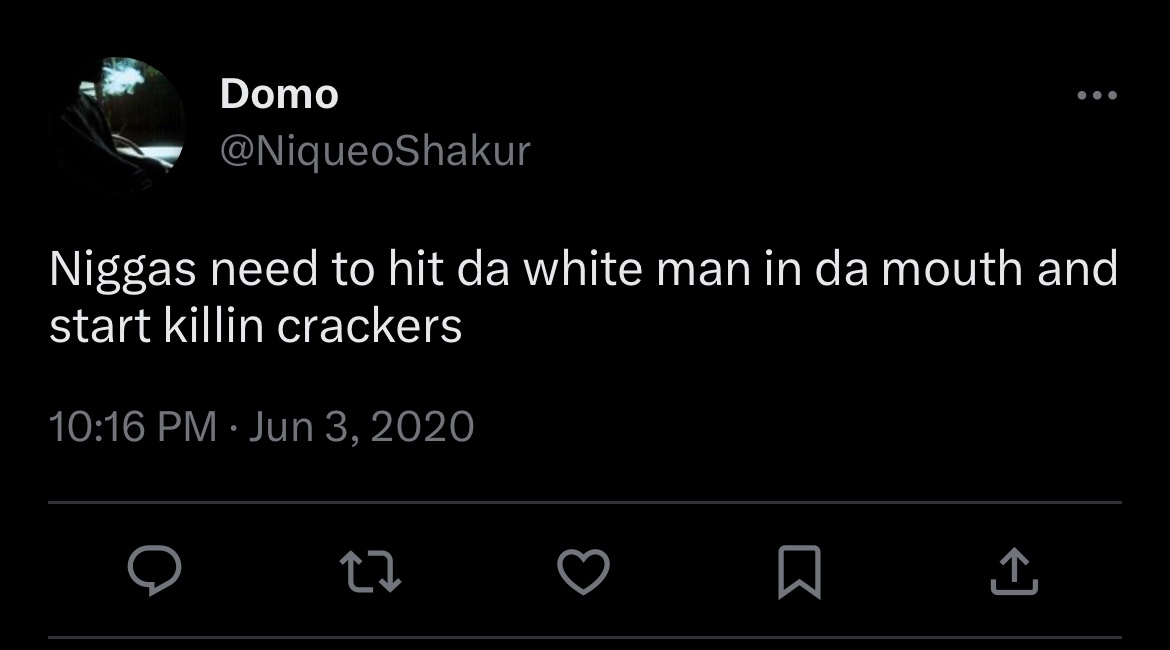 Domo
@NiqueoShakur
Niggas need to hit da white man in da mouth and
start killin crackers
10:16 PM · Jun 3, 2020